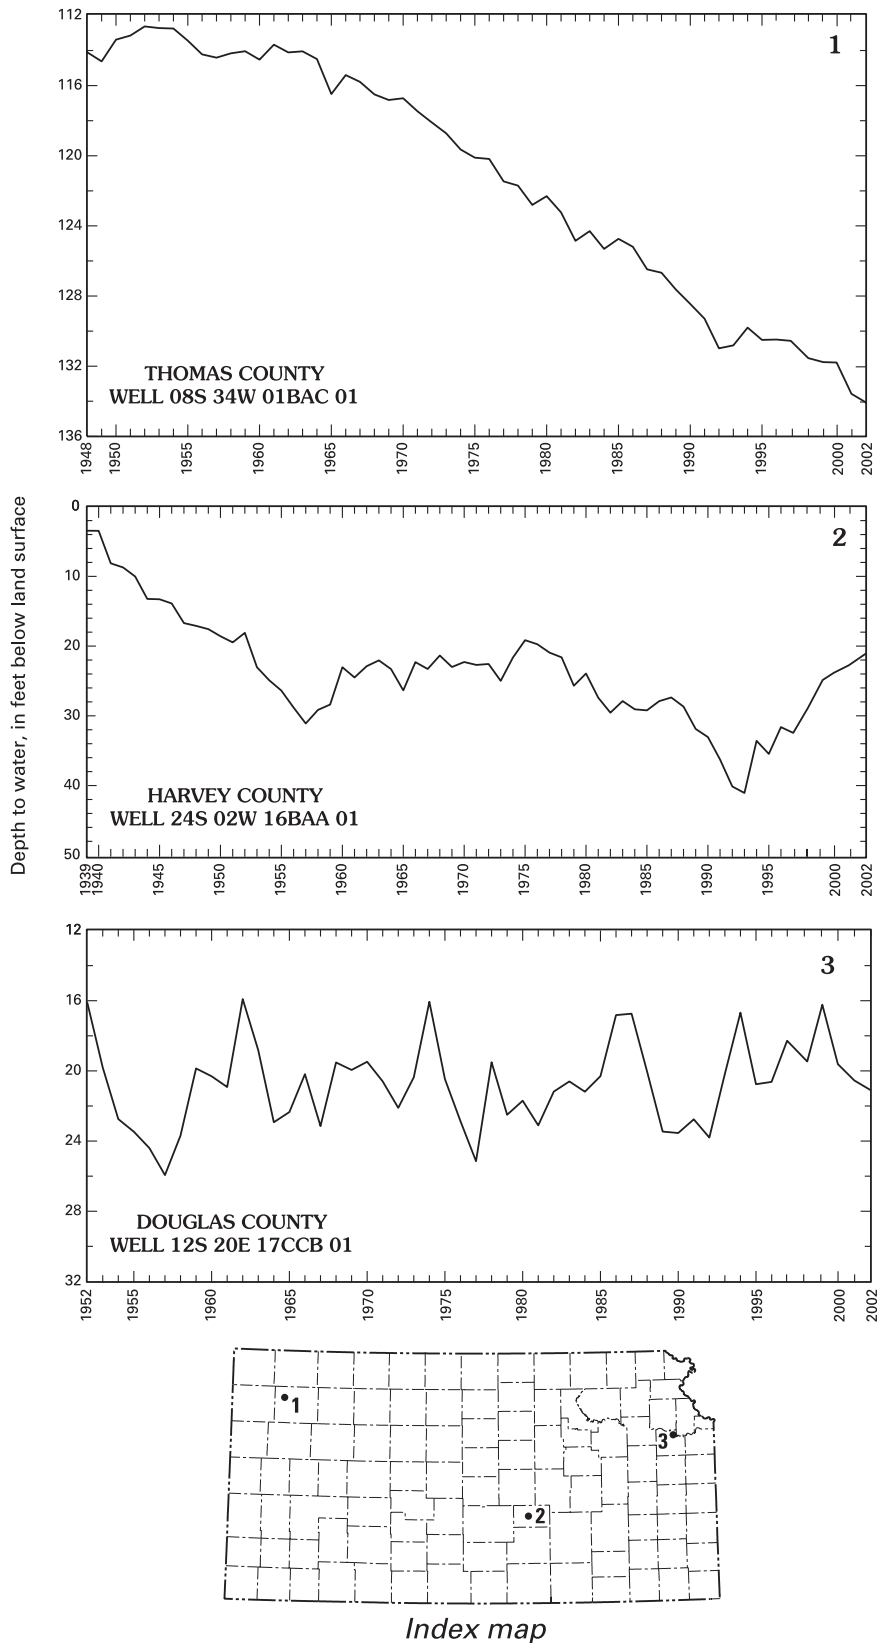 Depth to water, in feet below land surface
112
116
120
124
128
132
136
1
THOMAS COUNTY
WELL 08S 34W 01BAC 01
1948 1950 1955 1960 1965 1970 1975 1980 1985 1990 1995 2000 2002
0
10
20
30
40
50
2
HARVEY COUNTY
WELL 24S 02W 16BAA 01
1939 1940 1945 1950 1955 1960 1965 1970 1975 1980 1985 1990 1995 2000 2002
12
16
20
24
28
32
3
DOUGLAS COUNTY
WELL 12S 20E 17CCB 01
1952 1955 1960 1965 1970 1975 1980 1985 1990 1995 2000 2002
1
3
2
Index map